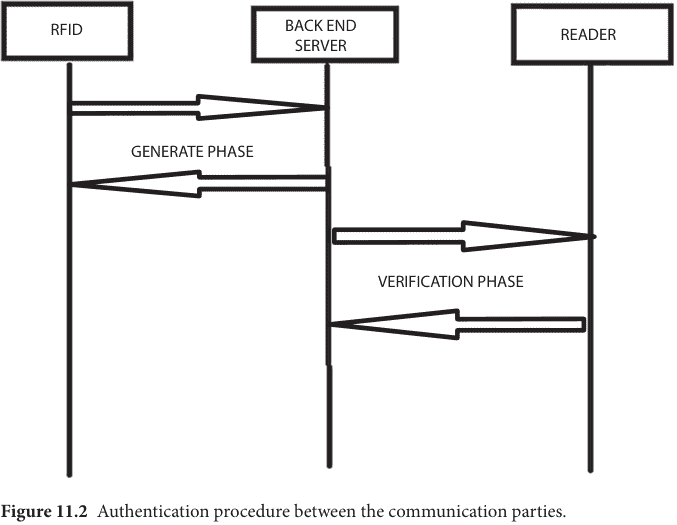 RFID
BACK END
SERVER
READER
GENERATE PHASE
VERIFICATION PHASE
Figure 11.2 Authentication procedure between the communication parties.